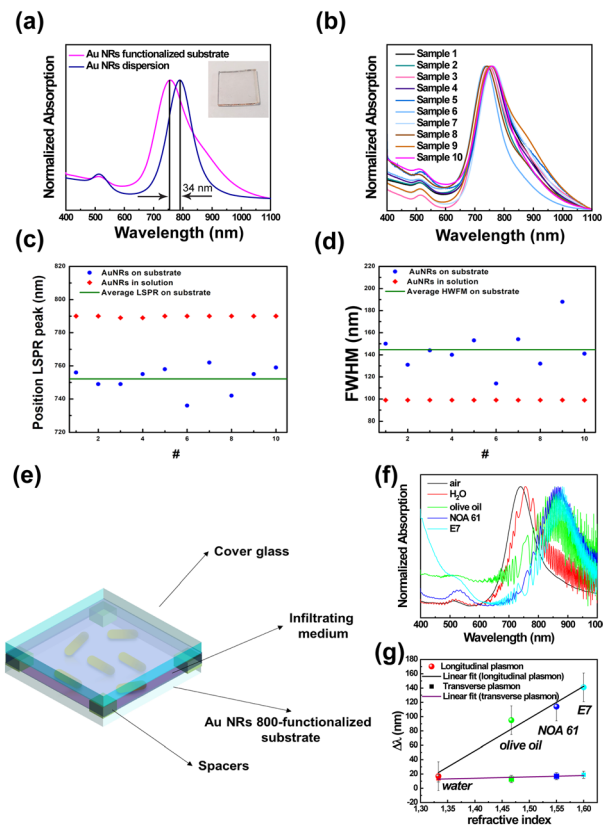 (a)
Au NRs functionalized substrate
Au NRs dispersion
34 nm
Normalized Absorption
400 500 600 700 800 900 1000 1100
Wavelength (nm)
(b)
Sample 1
Sample 2
Sample 3
Sample 4
Sample 5
Sample 6
Sample 7
Sample 8
Sample 9
Sample 10
Normalized Absorption
400 500 600 700 800 900 1000 1100
Wavelength (nm)
(c)
AuNRs on substrate
AuNRs in solution
Average LSPR on substrate
Position LSPR peak (nm)
800
780
760
740
720
2 4 6 8 10
#
(d)
AuNRs on substrate
AuNRs in solution
Average HWFM on substrate
FWHM (nm)
200
180
160
140
120
100
80
2 4 6 8 10
#
(e)
Cover glass
Infiltrating
medium
Au NRs 800-functionalized
substrate
Spacers
(f)
air
H2O
olive oil
NOA 61
E7
Normalized Absorption
400 500 600 700 800 900 1000
Wavelength (nm)
(g)
Longitudinal plasmon
Linear fit (longitudinal plasmon)
Transverse plasmon
Linear fit (transverse plasmon)
Δλ (nm)
180
160
140
120
100
80
60
40
20
0
-20
water
olive oil
NOA 61
E7
1,30 1,35 1,40 1,45 1,50 1,55 1,60
refractive index